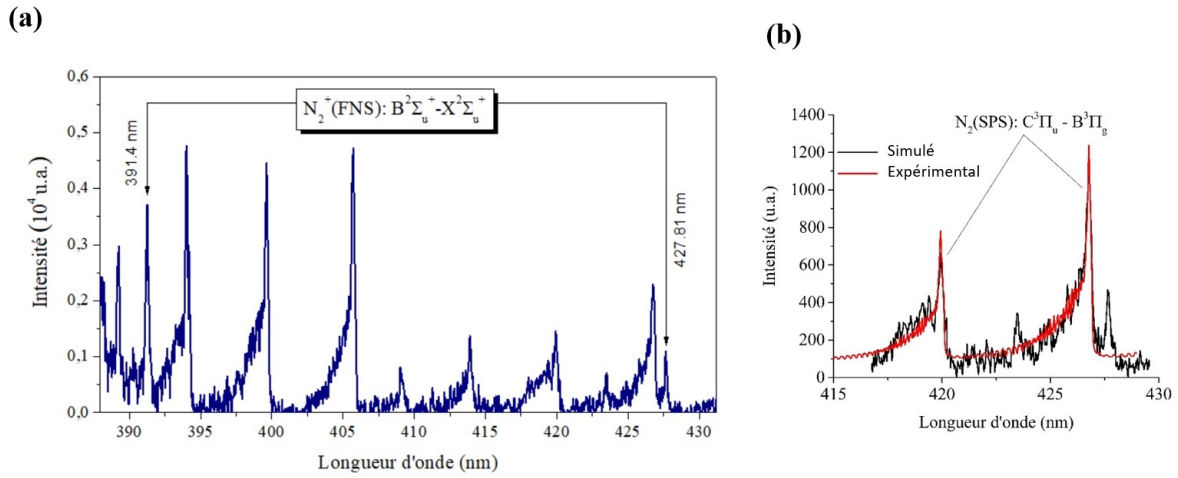 (a)
0,6
0,5
0,4
0,3
0,2
0,1
0,0
Intensité (10⁴ u.a.)
N₂⁺(FNS): B²Σᵤ⁺-X²Σᵤ⁺
391.4 nm
427.81 nm
390 395 400 405 410 415 420 425 430
Longueur d'onde (nm)
(b)
1400
1200
1000
800
600
400
200
0
Intensité (u.a.)
N₂(SPS): C³Πᵤ - B³Π_g
Simulé
Expérimental
415 420 425 430
Longueur d'onde (nm)